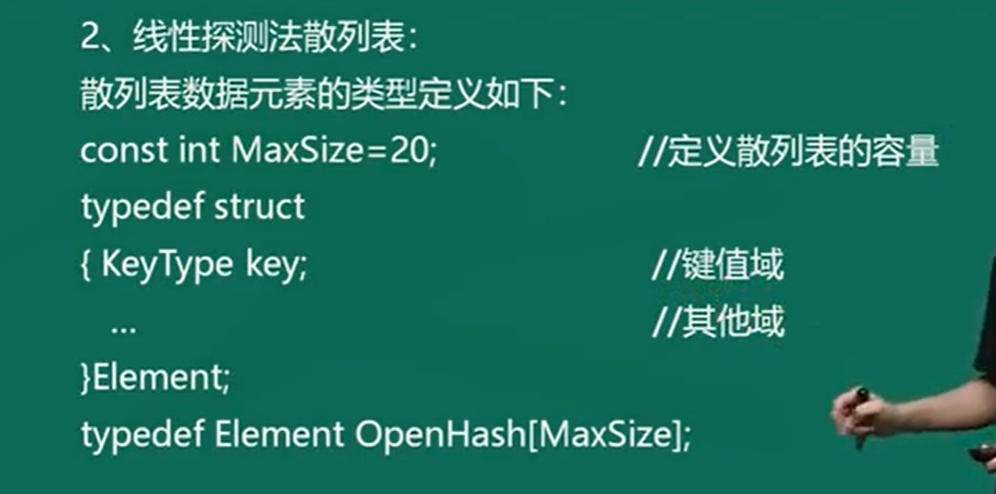 2、线性探测法散列表：
散列表数据元素的类型定义如下：
const int MaxSize=20; //定义散列表的容量
typedef struct
{ KeyType key; //键值域
... //其他域
}Element;
typedef Element OpenHash[MaxSize];